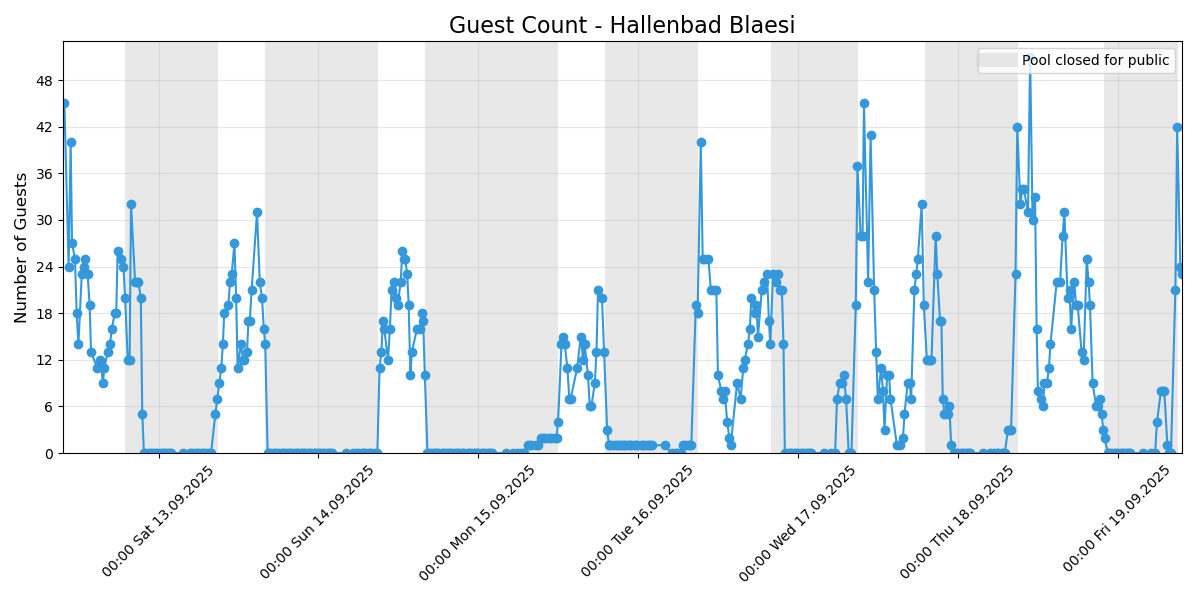 Guest Count - Hallenbad Blaesi
Pool closed for public
Number of Guests
48
42
36
30
24
18
12
6
0
00:00 Sat 13.09.2025
00:00 Sun 14.09.2025
00:00 Mon 15.09.2025
00:00 Tue 16.09.2025
00:00 Wed 17.09.2025
00:00 Thu 18.09.2025
00:00 Fri 19.09.2025